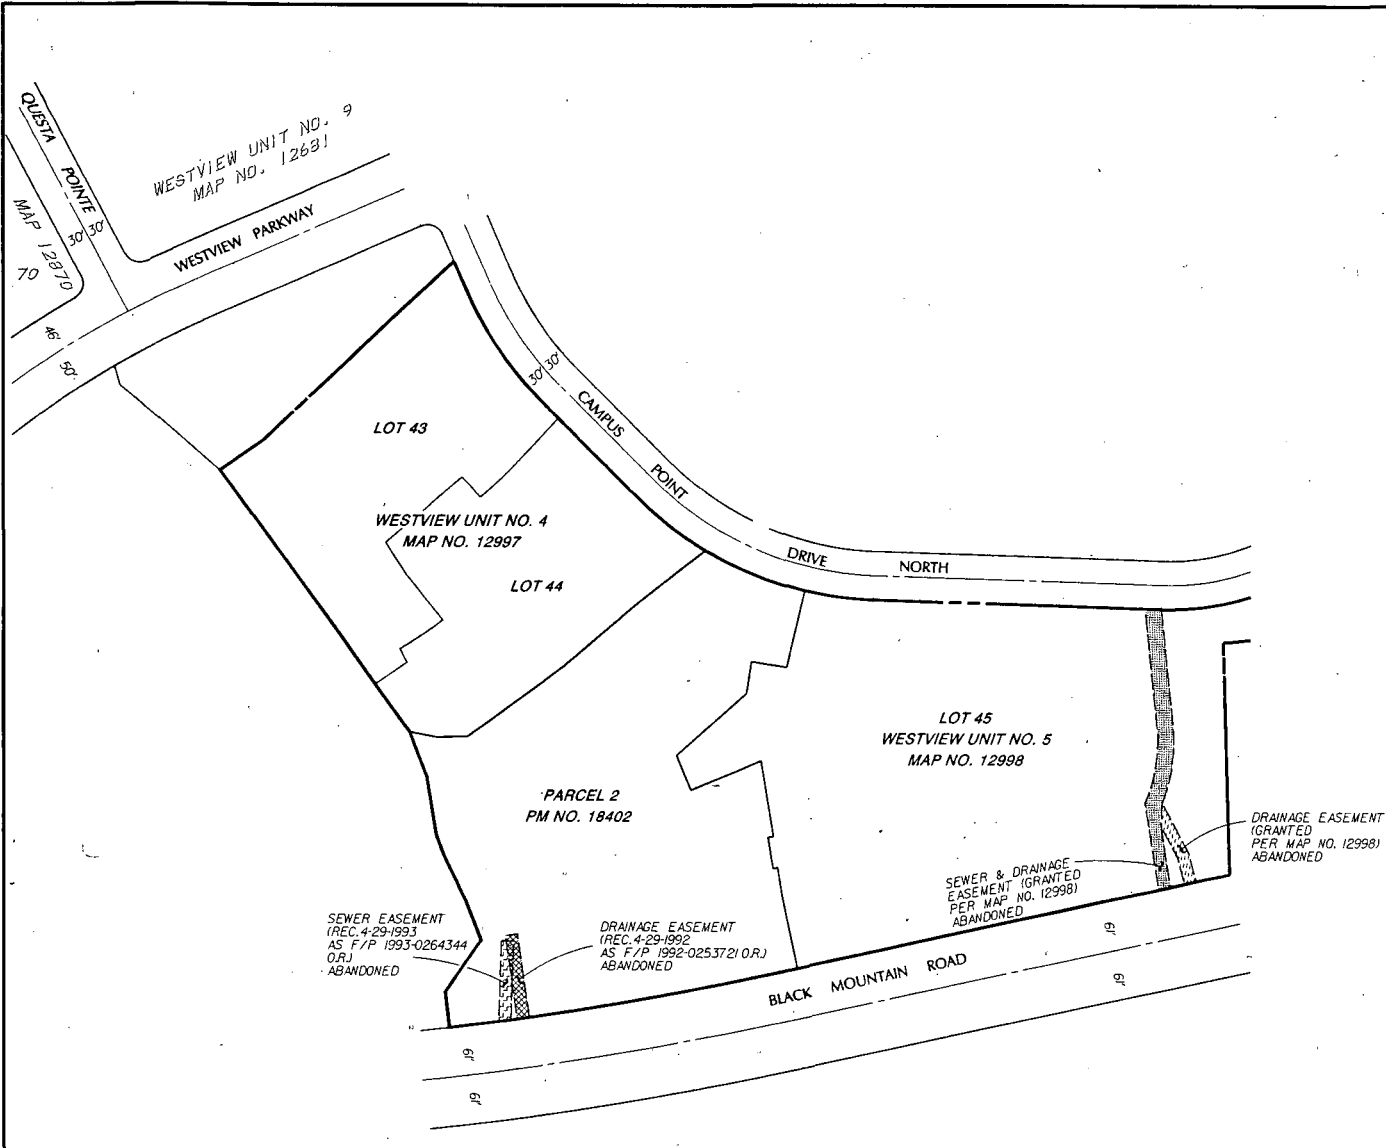 QUESTA POINTE
WESTVIEW UNIT NO. 9
MAP NO. 12681
MAP 12870
70
30' 30'
WESTVIEW PARKWAY
46'
50'
LOT 43
30' 30'
CAMPUS POINT DRIVE NORTH
WESTVIEW UNIT NO. 4
MAP NO. 12997
LOT 44
LOT 45
WESTVIEW UNIT NO. 5
MAP NO. 12998
PARCEL 2
PM NO. 18402
DRAINAGE EASEMENT
(GRANTED
PER MAP NO. 12998)
ABANDONED
SEWER & DRAINAGE
EASEMENT (GRANTED
PER MAP NO. 12998)
ABANDONED
SEWER EASEMENT
(REC. 4-29-1993
AS F/P 1993-0264344
O.R.)
ABANDONED
DRAINAGE EASEMENT
(REC. 4-29-1992
AS F/P 1992-0253721 O.R.)
ABANDONED
BLACK MOUNTAIN ROAD
61'
61'
61'
61'